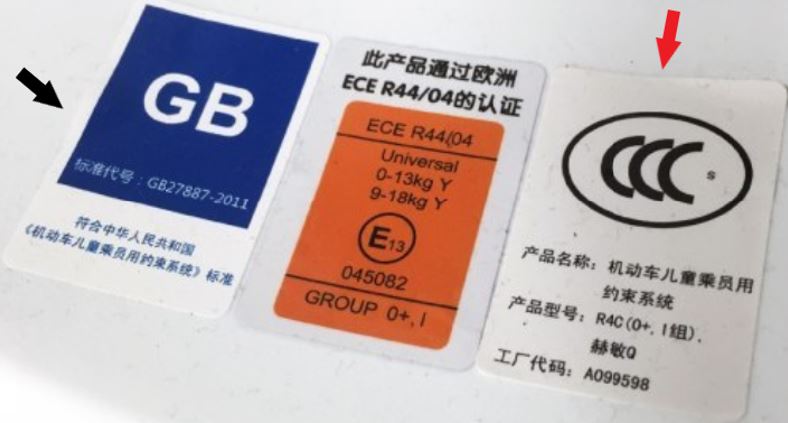 GB
标准代号：GB27887-2011
符合中华人民共和国
《机动车儿童乘员用约束系统》标准
此产品通过欧洲
ECE R44/04的认证
ECE R44/04
Universal
0-13kg Y
9-18kg Y
E13
045082
GROUP 0+, I
CCC S
产品名称：机动车儿童乘员用
约束系统
产品型号：R4C(0+, I组).
赫敏Q
工厂代码：A099598